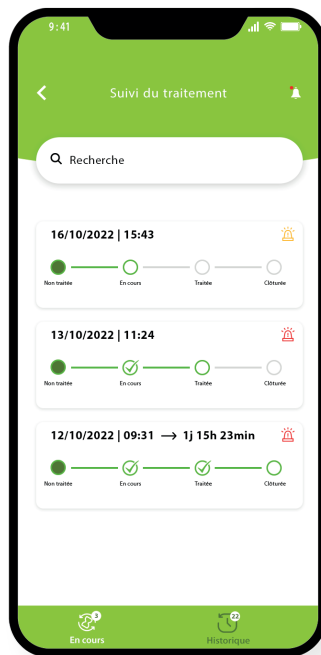 9:41
Suivi du traitement
Recherche
16/10/2022 | 15:43
Non traitée En cours Traitée Clôturée
13/10/2022 | 11:24
Non traitée En cours Traitée Clôturée
12/10/2022 | 09:31 → 1j 15h 23min
Non traitée En cours Traitée Clôturée
3 22
En cours Historique